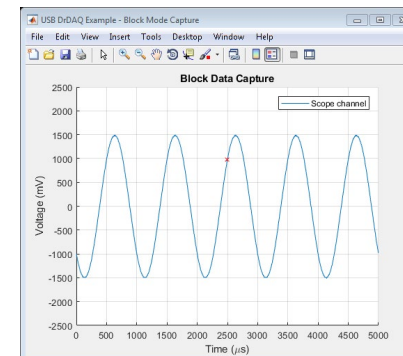 USB DrDAQ Example - Block Mode Capture
File Edit View Insert Tools Desktop Window Help
Block Data Capture
Scope channel
2500
2000
1500
1000
500
0
-500
-1000
-1500
-2000
-2500
Voltage (mV)
0 500 1000 1500 2000 2500 3000 3500 4000 4500 5000
Time (μs)